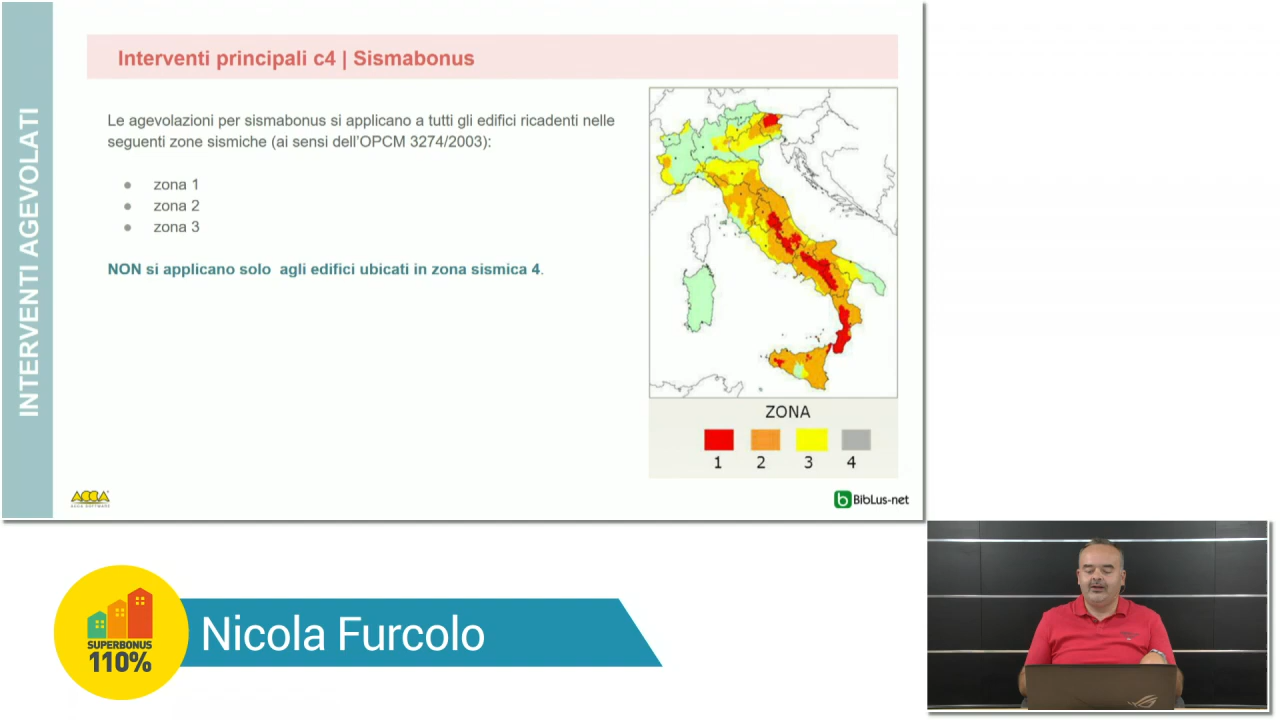 INTERVENTI AGEVOLATI
Interventi principali c4 | Sismabonus
Le agevolazioni per sismabonus si applicano a tutti gli edifici ricadenti nelle
seguenti zone sismiche (ai sensi dell'OPCM 3274/2003):
● zona 1
● zona 2
● zona 3
NON si applicano solo agli edifici ubicati in zona sismica 4.
ZONA
1 2 3 4
ACCA
ACCA SOFTWARE
b BibLus-net
SUPERBONUS
110%
Nicola Furcolo